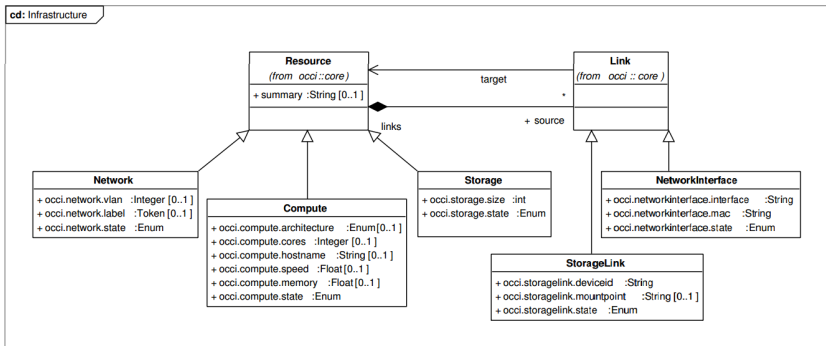 cd: Infrastructure
Resource
(from occi::core)
+ summary :String [0..1]
Link
(from occi :: core)
target
*
+ source
links
Network
+ occi.network.vlan :Integer [0..1]
+ occi.network.label :Token [0..1]
+ occi.network.state :Enum
Compute
+ occi.compute.architecture :Enum[0..1]
+ occi.compute.cores :Integer [0..1]
+ occi.compute.hostname :String [0..1]
+ occi.compute.speed :Float[0..1]
+ occi.compute.memory :Float[0..1]
+ occi.compute.state :Enum
Storage
+ occi.storage.size :int
+ occi.storage.state :Enum
NetworkInterface
+ occi.networkinterface.interface :String
+ occi.networkinterface.mac :String
+ occi.networkinterface.state :Enum
StorageLink
+ occi.storagelink.deviceid :String
+ occi.storagelink.mountpoint :String [0..1]
+ occi.storagelink.state :Enum